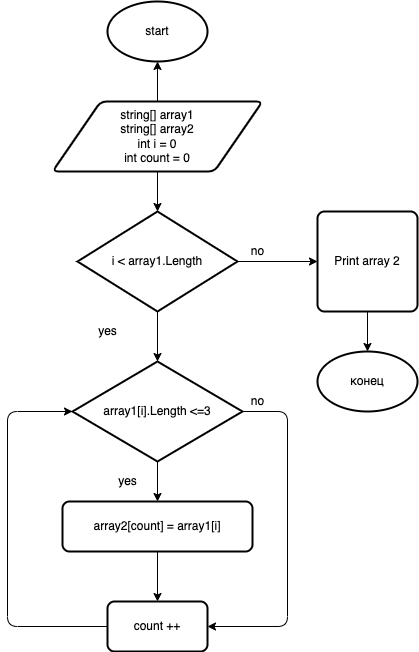 start
string[] array1
string[] array2
int i = 0
int count = 0
i < array1.Length
no
Print array 2
yes
конец
array1[i].Length <=3
no
yes
array2[count] = array1[i]
count ++